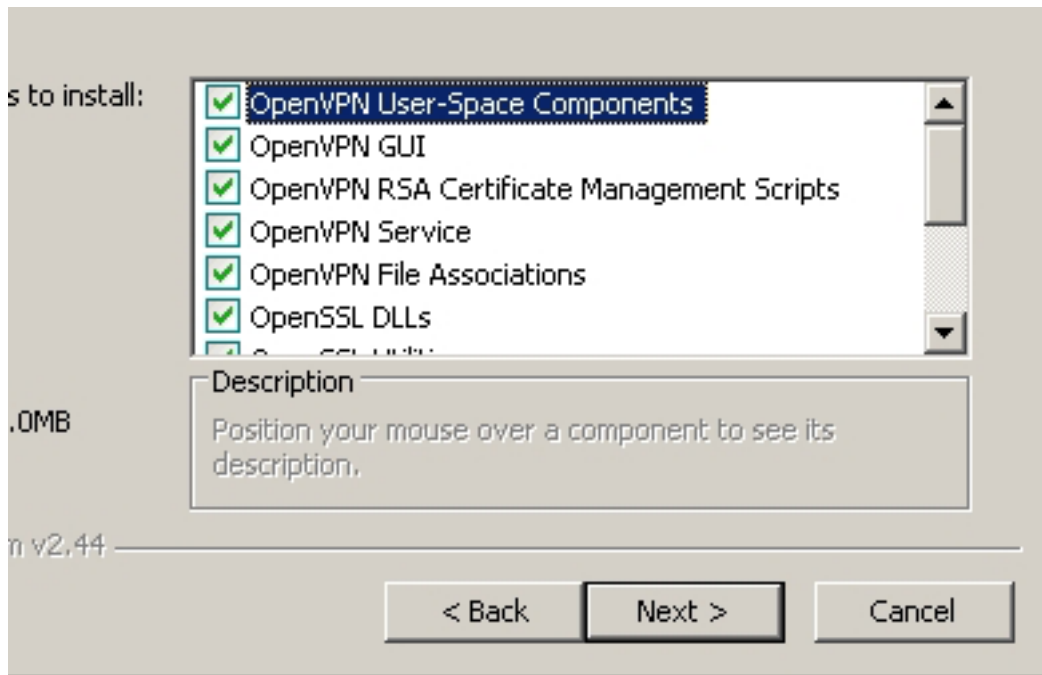 s to install:
OpenVPN User-Space Components
OpenVPN GUI
OpenVPN RSA Certificate Management Scripts
OpenVPN Service
OpenVPN File Associations
OpenSSL DLLs
Description
.0MB
Position your mouse over a component to see its
description.
m v2.44
< Back
Next >
Cancel